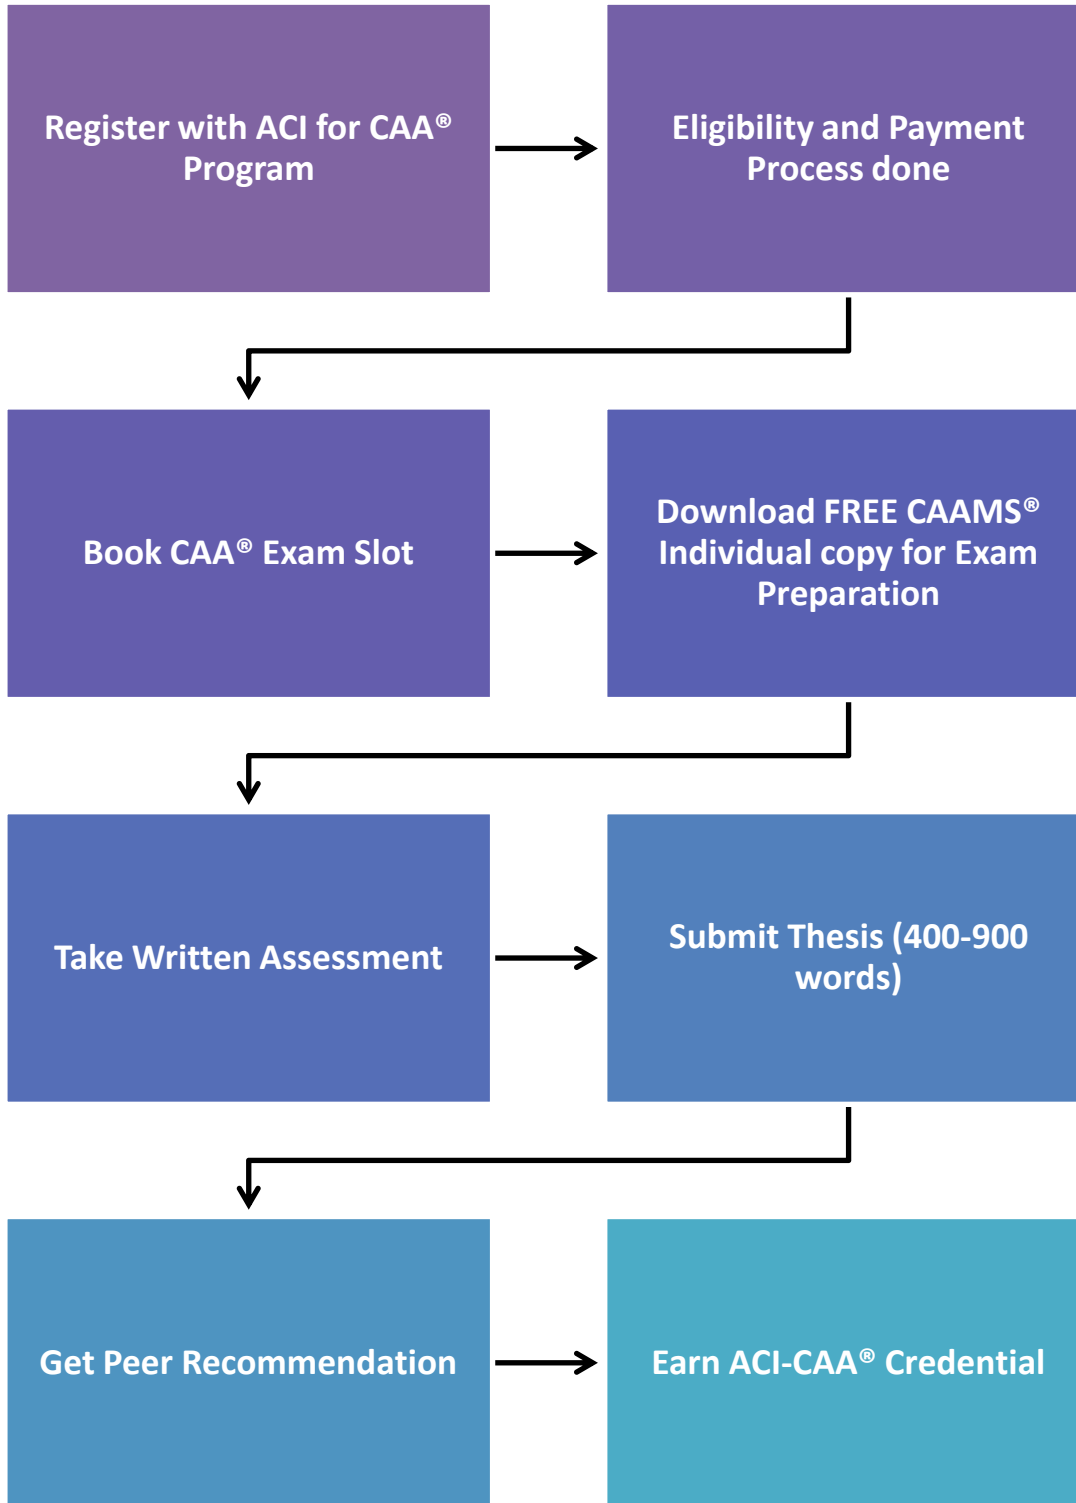 Register with ACI for CAA®
Program
Eligibility and Payment
Process done
Book CAA® Exam Slot
Download FREE CAAMS®
Individual copy for Exam
Preparation
Take Written Assessment
Submit Thesis (400-900
words)
Get Peer Recommendation
Earn ACI-CAA® Credential